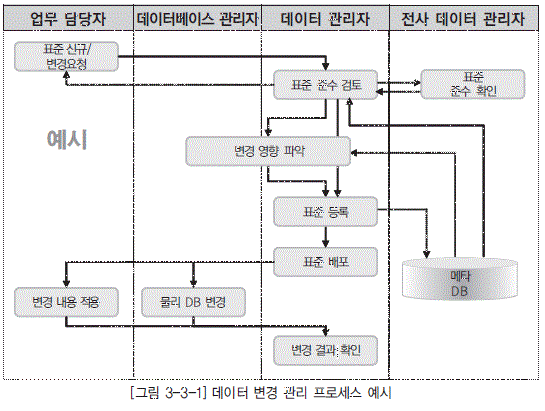 업무 담당자 데이터베이스 관리자 데이터 관리자 전사 데이터 관리자
표준 신규/
변경요청
표준 준수 검토
표준
준수 확인
예시
변경 영향 파악
표준 등록
표준 배포
메타
DB
변경 내용 적용
물리 DB 변경
변경 결과 확인
[그림 3-3-1] 데이터 변경 관리 프로세스 예시